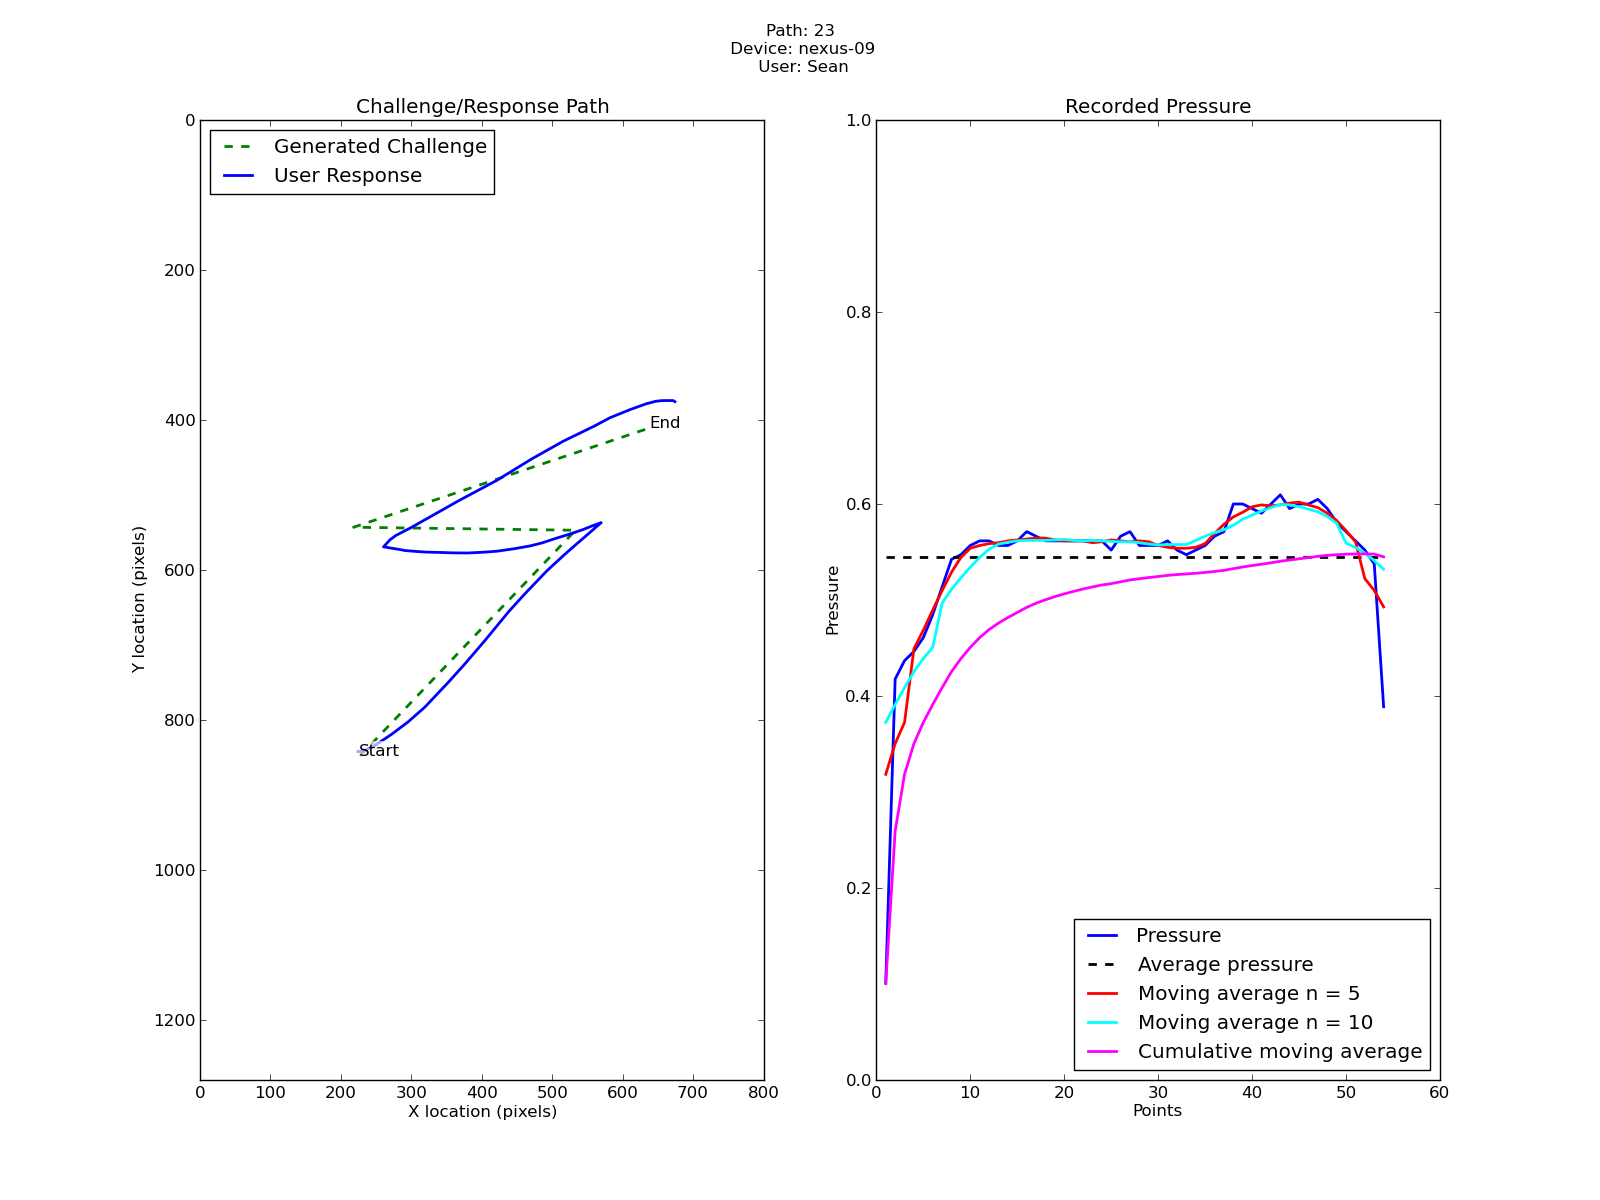 Path: 23
Device: nexus-09
User: Sean
Challenge/Response Path
Generated Challenge
User Response
0
200
400
600
800
1000
1200
Y location (pixels)
End
Start
0 100 200 300 400 500 600 700 800
X location (pixels)
Recorded Pressure
1.0
0.8
0.6
0.4
0.2
0.0
Pressure
Pressure
Average pressure
Moving average n = 5
Moving average n = 10
Cumulative moving average
0 10 20 30 40 50 60
Points